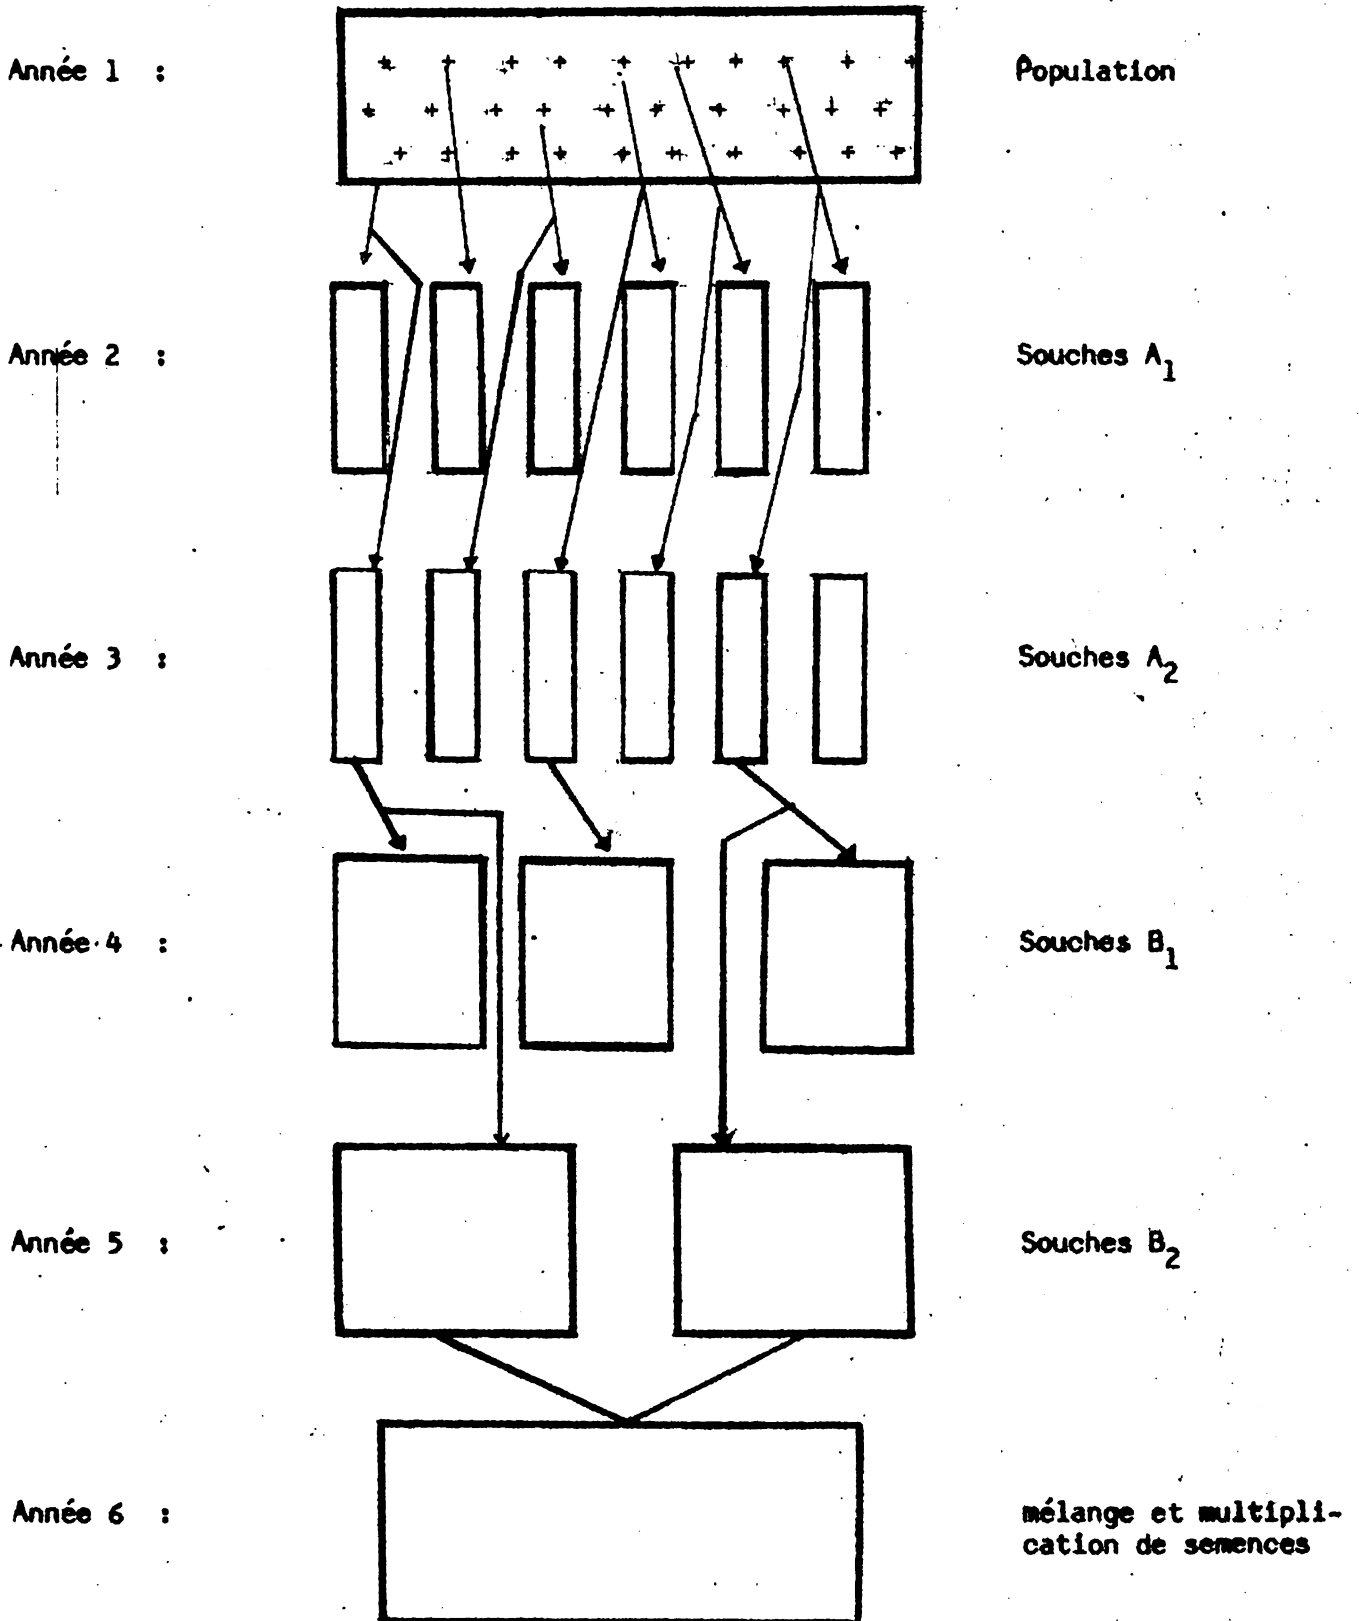 Année 1 : Population
Année 2 : Souches A₁
Année 3 : Souches A₂
Année 4 : Souches B₁
Année 5 : Souches B₂
Année 6 : mélange et multipli-
cation de semences